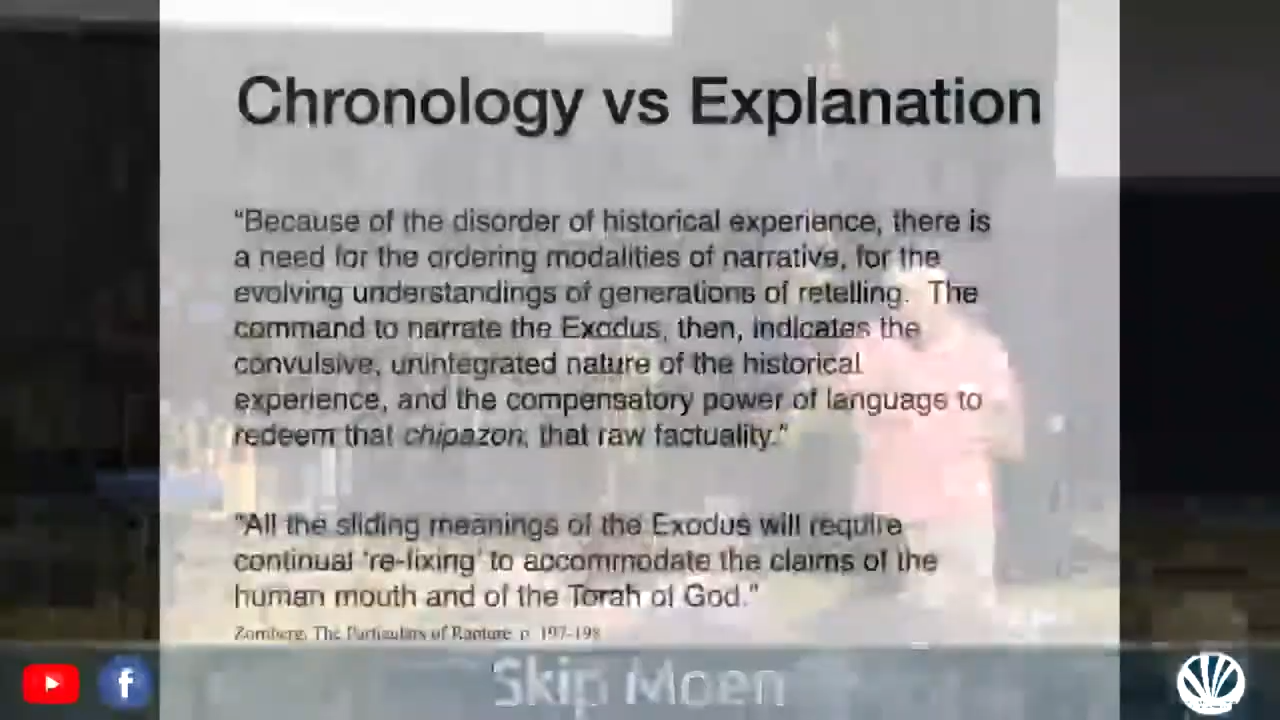 Chronology vs Explanation
“Because of the disorder of historical experience, there is
a need for the ordering modalities of narrative, for the
evolving understandings of generations of retelling. The
command to narrate the Exodus, then, indicates the
convulsive, unintegrated nature of the historical
experience, and the compensatory power of language to
redeem that chipazon, that raw factuality.”
“All the sliding meanings of the Exodus will require
continual ‘re-fixing’ to accommodate the claims of the
human mouth and of the Torah of God.”
Zornberg, The Particulars of Rapture, p. 197-198
Skip Moen